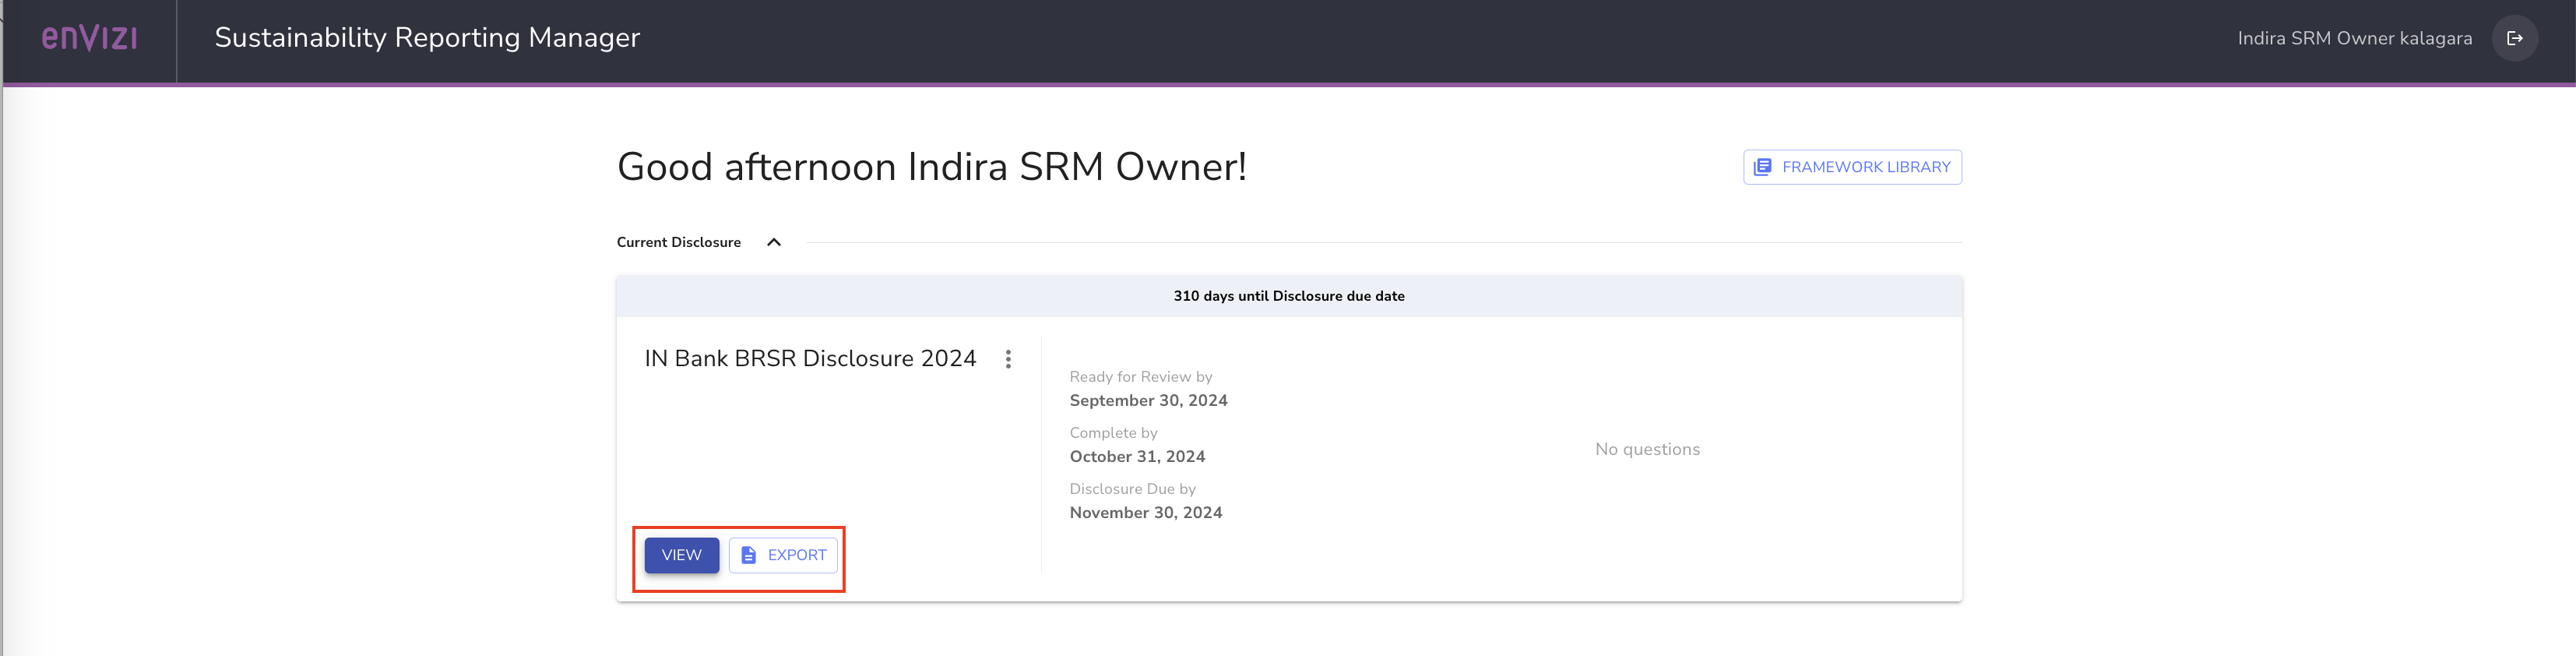 enVIZI
Sustainability Reporting Manager
Indira SRM Owner kalagara
Good afternoon Indira SRM Owner!
FRAMEWORK LIBRARY
Current Disclosure
310 days until Disclosure due date
IN Bank BRSR Disclosure 2024
Ready for Review by
September 30, 2024
Complete by
October 31, 2024
Disclosure Due by
November 30, 2024
No questions
VIEW
EXPORT